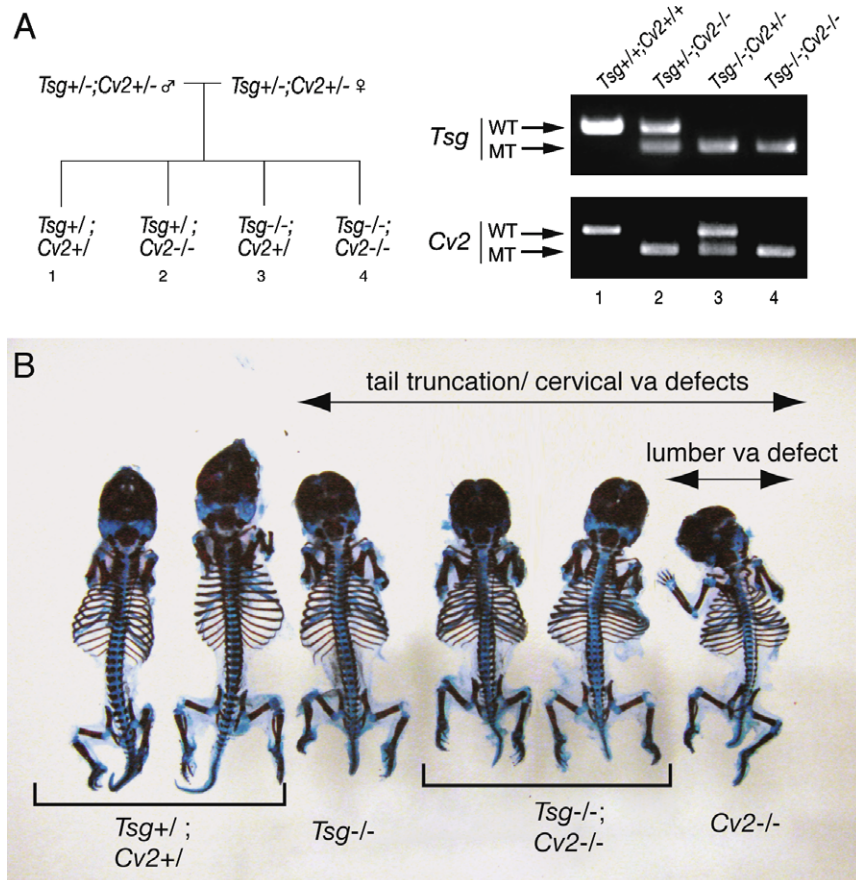 A
Tsg+/-;Cv2+/- ♂
Tsg+/-;Cv2+/- ♀
Tsg+/ ; Tsg+/ ; Tsg-/-; Tsg-/-;
Cv2+/ Cv2-/- Cv2+/ Cv2-/-
1 2 3 4
Tsg+/+;Cv2+/+
Tsg+/-;Cv2-/-
Tsg-/-;Cv2+/-
Tsg-/-;Cv2-/-
Tsg
WT
MT
Cv2
WT
MT
1 2 3 4
B
tail truncation/ cervical va defects
lumber va defect
Tsg+/ ;
Cv2+/
Tsg-/-
Tsg-/-;
Cv2-/-
Cv2-/-